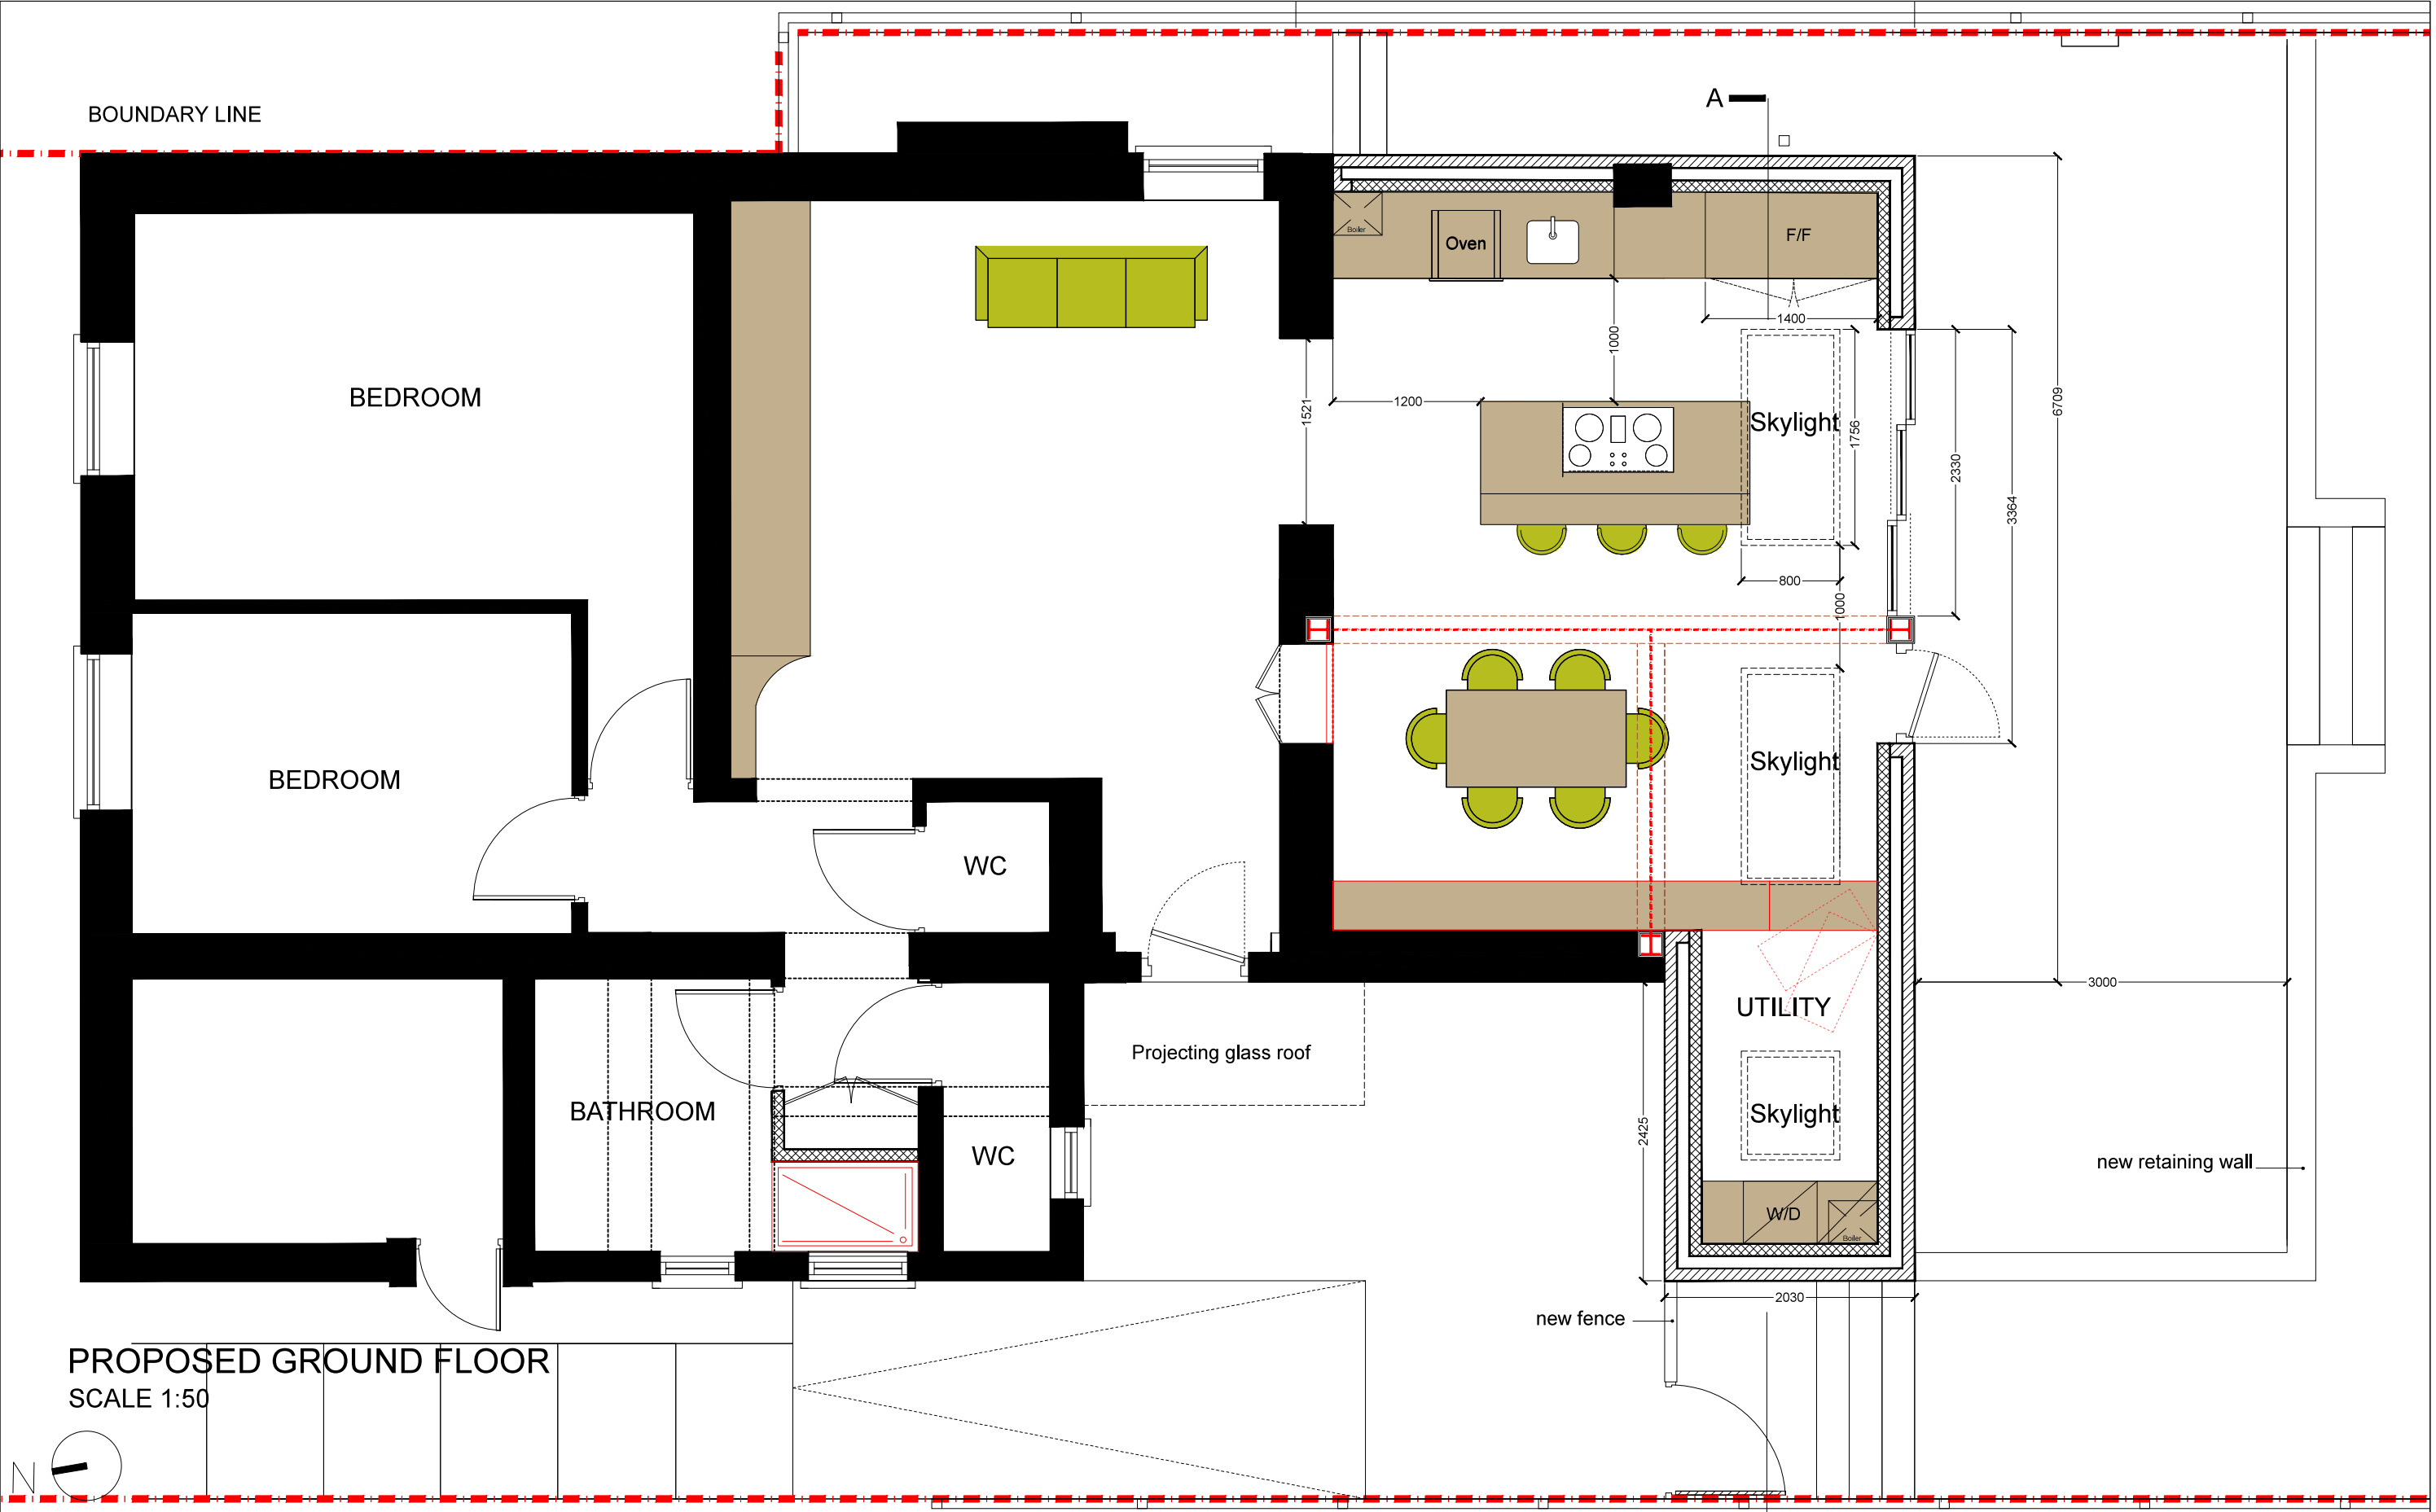 BOUNDARY LINE
A
Boiler
Oven
F/F
1400
1000
BEDROOM
1200
1521
Skylight
1756
2330
3364
6709
800
1000
BEDROOM
Skylight
WC
UTILITY
3000
Projecting glass roof
BATHROOM
Skylight
2425
WC
new retaining wall
W/D
Boiler
2030
new fence
PROPOSED GROUND FLOOR
SCALE 1:50
N